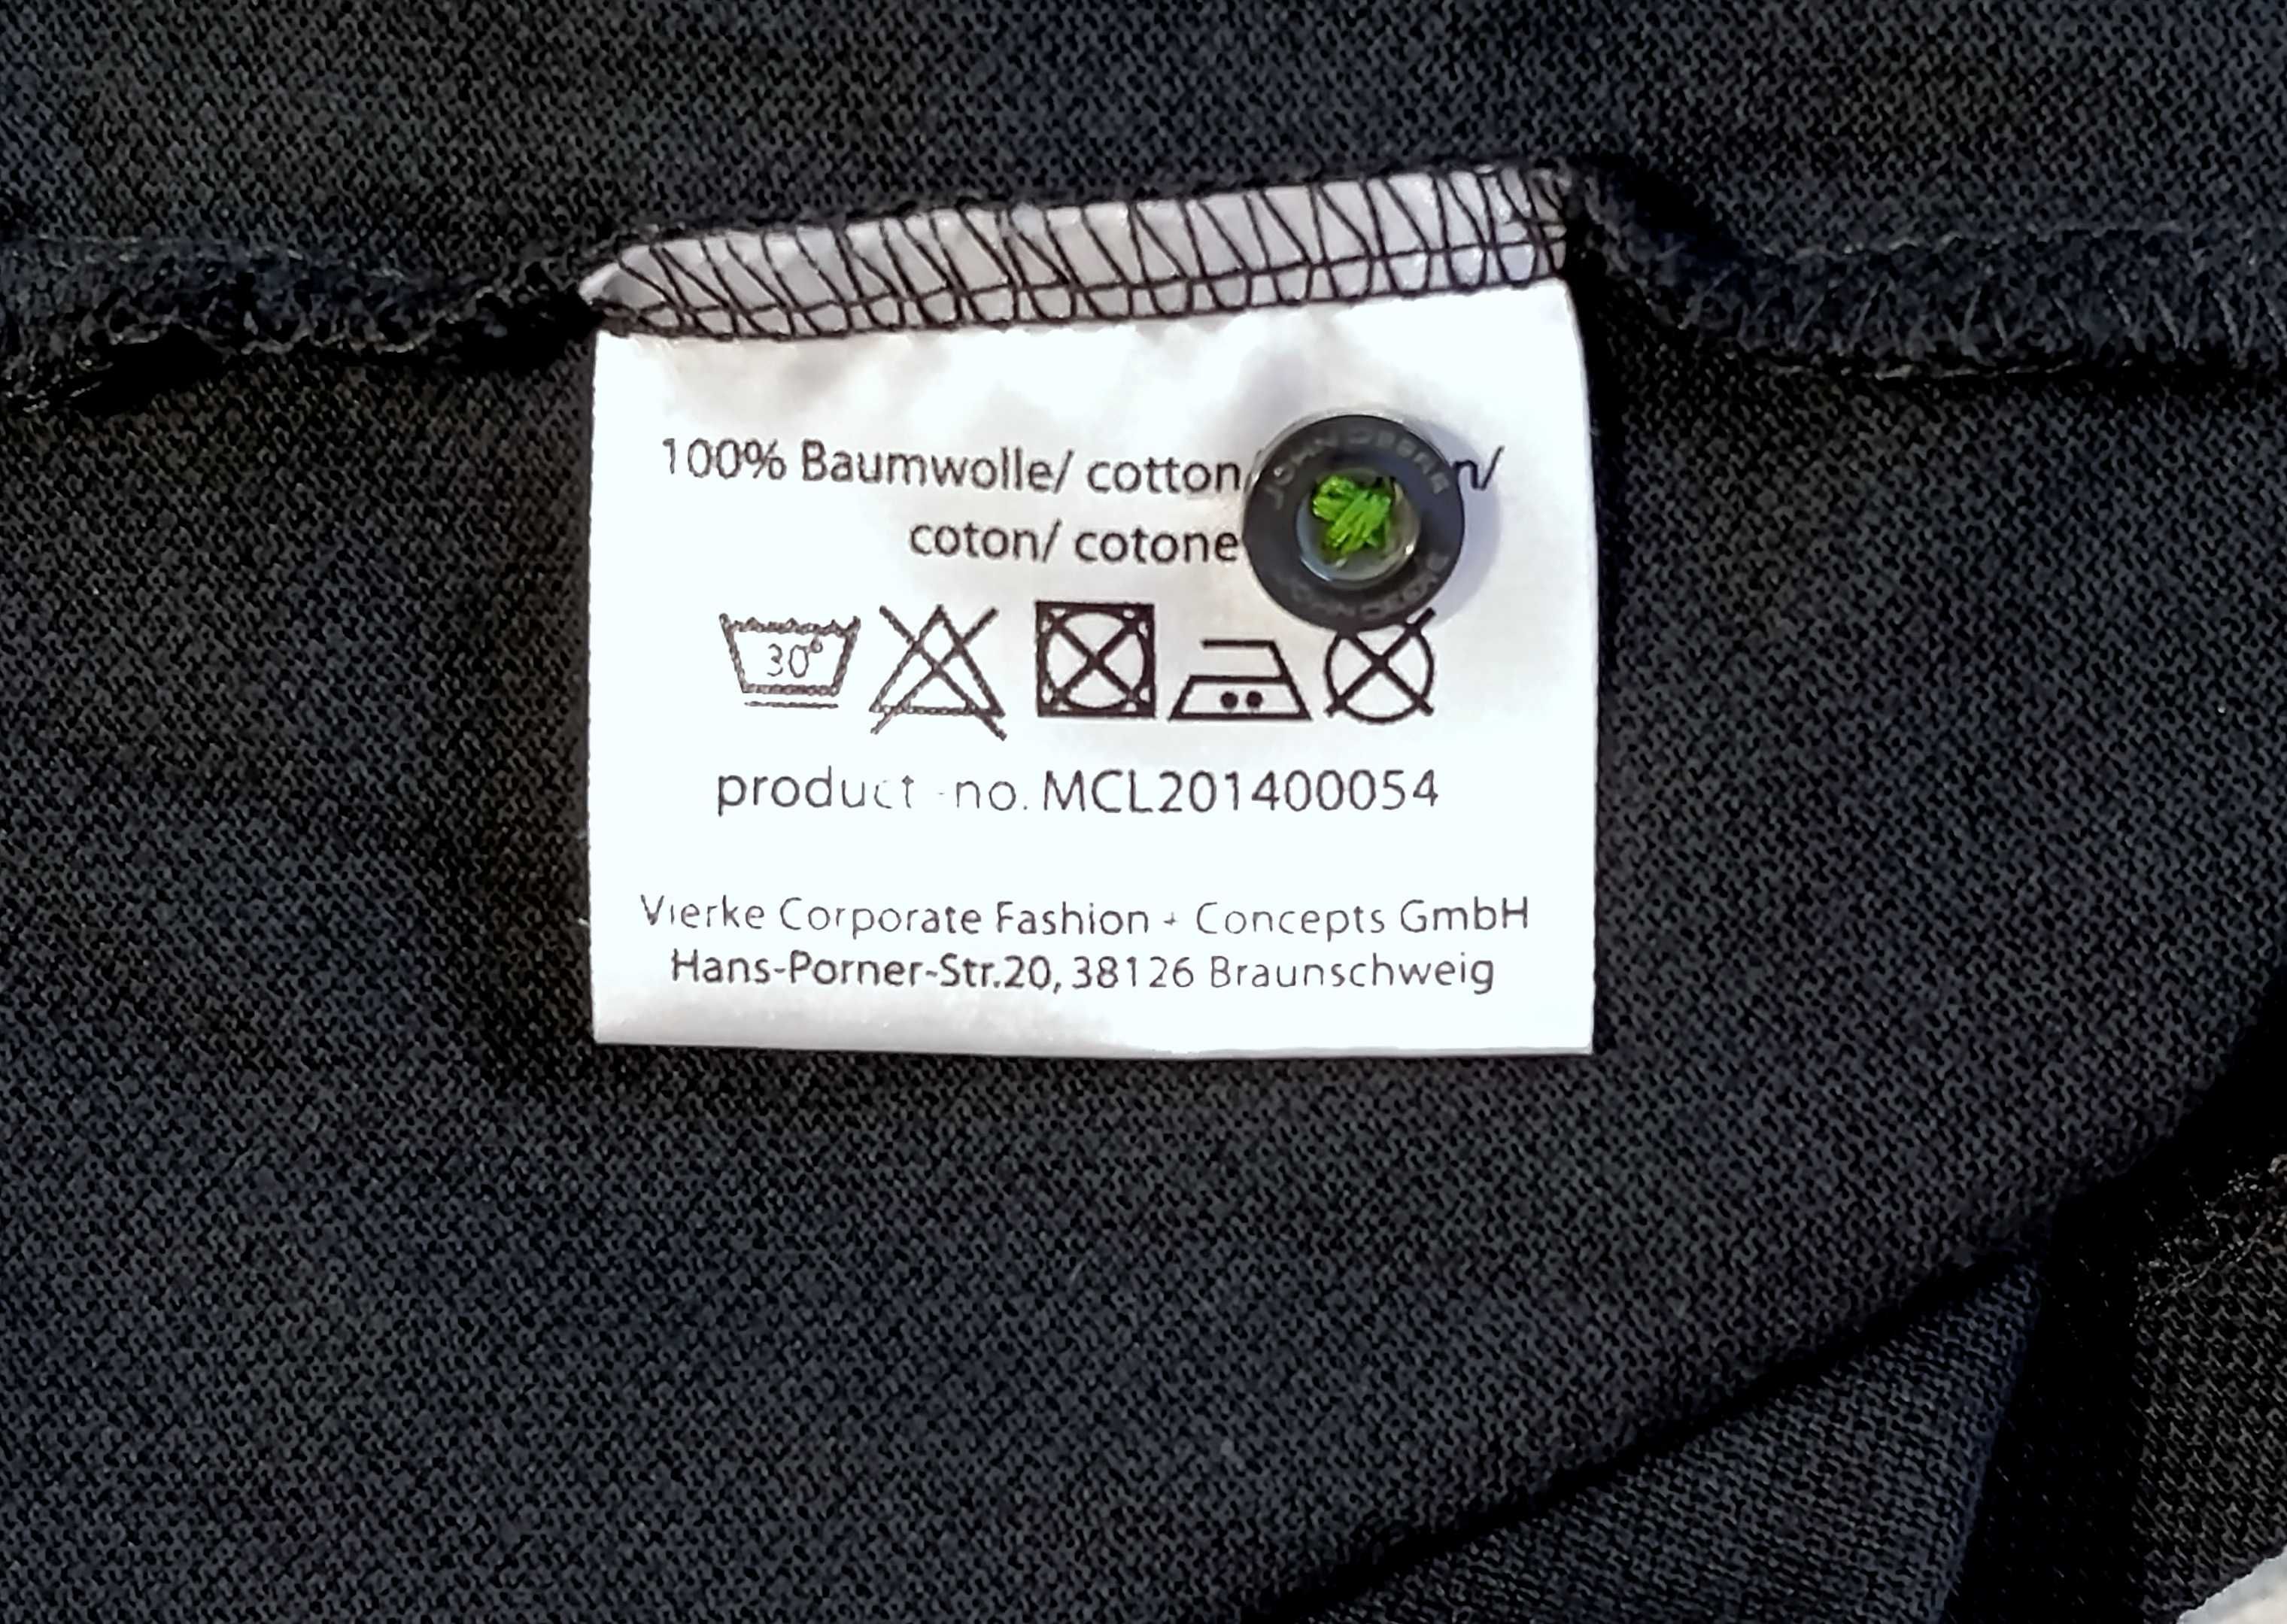 100% Baumwolle/ cotton/
coton/ cotone
30°
product -no. MCL201400054
Vierke Corporate Fashion + Concepts GmbH
Hans-Porner-Str.20, 38126 Braunschweig